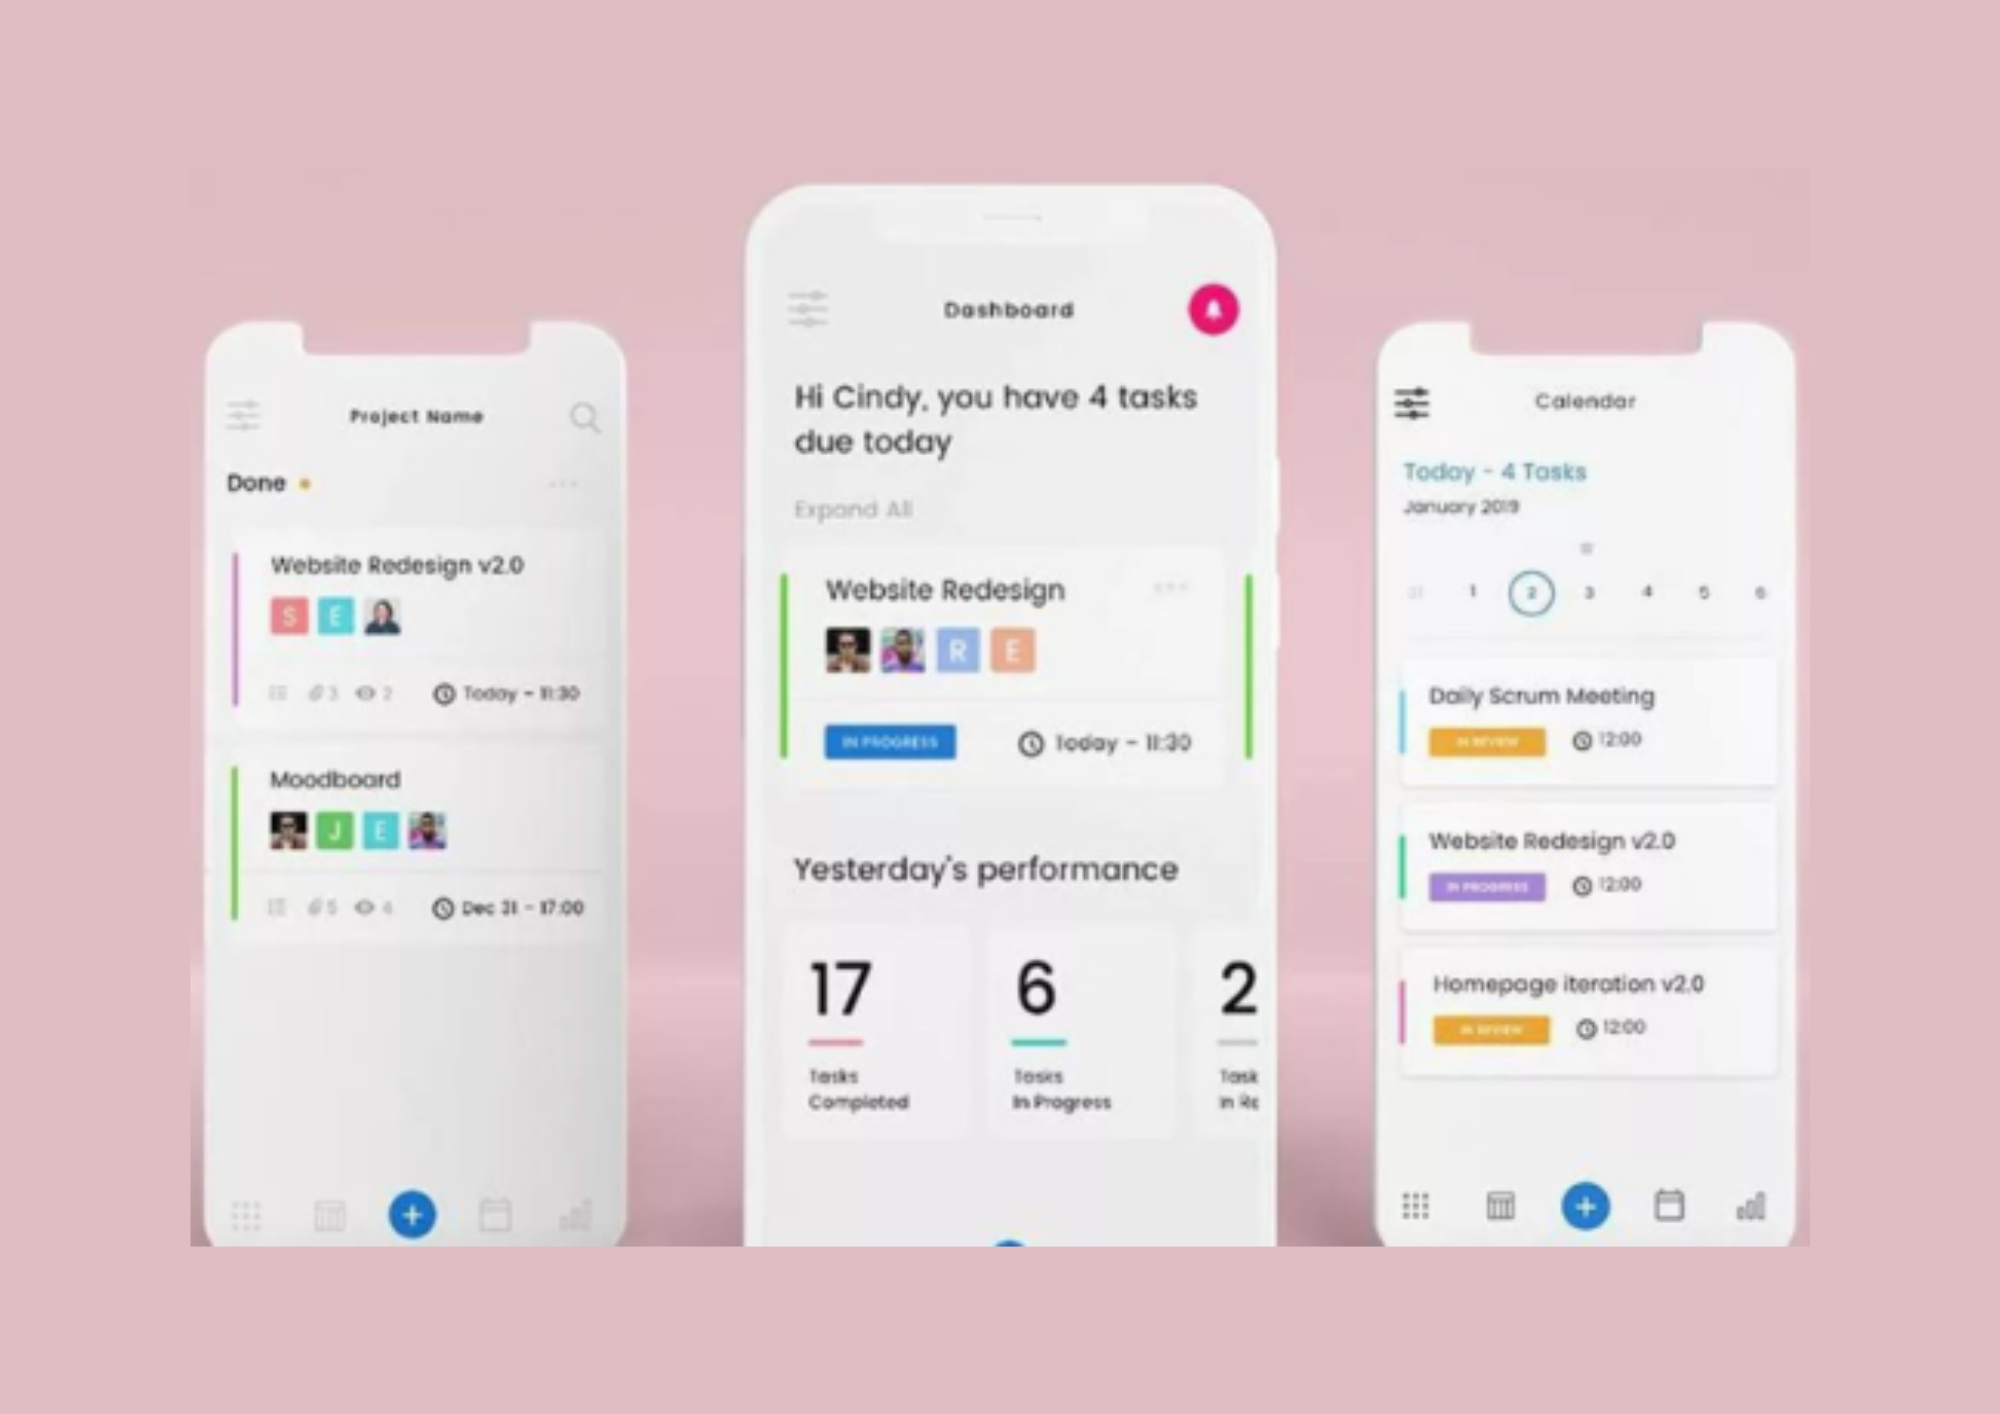 Project Name
Done
Website Redesign v2.0
S E
3 2 Today - 11:30
Moodboard
J E
5 4 Dec 31 - 17:00
Dashboard
Hi Cindy, you have 4 tasks
due today
Expand All
Website Redesign
R E
IN PROGRESS Today - 11:30
Yesterday's performance
17 6 2
Tasks Tasks Task
Completed In Progress In Re
Calendar
Today - 4 Tasks
January 2019
31 1 2 3 4 5 6
Daily Scrum Meeting
IN REVIEW 12:00
Website Redesign v2.0
IN PROGRESS 12:00
Homepage iteration v2.0
IN REVIEW 12:00